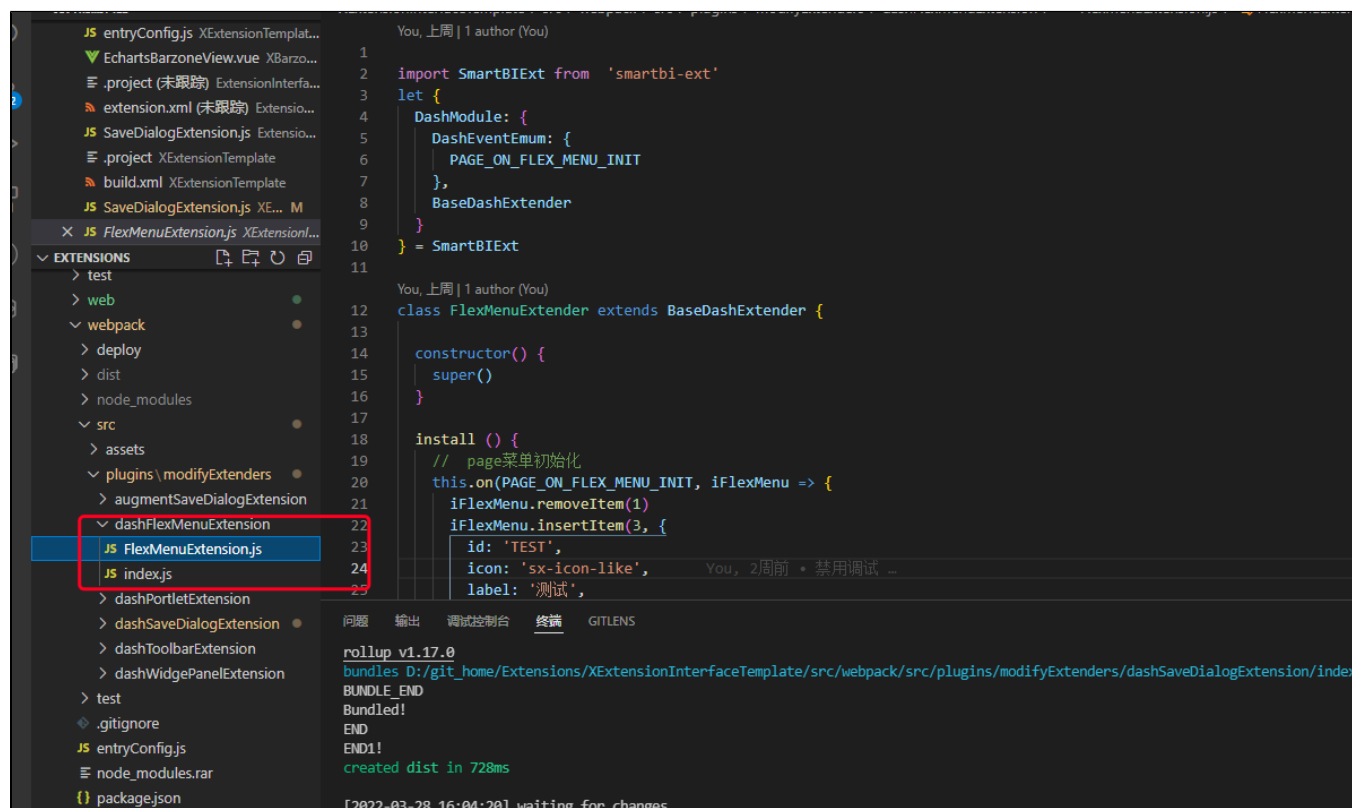 JS entryConfig.js XExtensionTemplat...
EchartsBarzoneView.vue XBarzo...
.project (未跟踪) ExtensionInterfa...
extension.xml (未跟踪) Extensio...
JS SaveDialogExtension.js Extensio...
.project XExtensionTemplate
build.xml XExtensionTemplate
JS SaveDialogExtension.js XE... M
JS FlexMenuExtension.js XExtensionI...
EXTENSIONS
test
web
webpack
deploy
dist
node_modules
src
assets
plugins\modifyExtenders
augmentSaveDialogExtension
dashFlexMenuExtension
JS FlexMenuExtension.js
JS index.js
dashPortletExtension
dashSaveDialogExtension
dashToolbarExtension
dashWidgePanelExtension
test
.gitignore
JS entryConfig.js
node_modules.rar
{} package.json
You, 上周 | 1 author (You)
1
2 import SmartBIExt from 'smartbi-ext'
3 let {
4 DashModule: {
5 DashEventEmum: {
6 PAGE_ON_FLEX_MENU_INIT
7 },
8 BaseDashExtender
9 }
10 } = SmartBIExt
11
You, 上周 | 1 author (You)
12 class FlexMenuExtender extends BaseDashExtender {
13
14 constructor() {
15 super()
16 }
17
18 install () {
19 // page菜单初始化
20 this.on(PAGE_ON_FLEX_MENU_INIT, iFlexMenu => {
21 iFlexMenu.removeItem(1)
22 iFlexMenu.insertItem(3, {
23 id: 'TEST',
24 icon: 'sx-icon-like', You, 2周前 • 禁用调试 …
25 label: '测试',
问题 输出 调试控制台 终端 GITLENS
rollup v1.17.0
bundles D:/git_home/Extensions/XExtensionInterfaceTemplate/src/webpack/src/plugins/modifyExtenders/dashSaveDialogExtension/index
BUNDLE_END
Bundled!
END
END1!
created dist in 728ms
[2022-03-28 16:04:20] waiting for changes